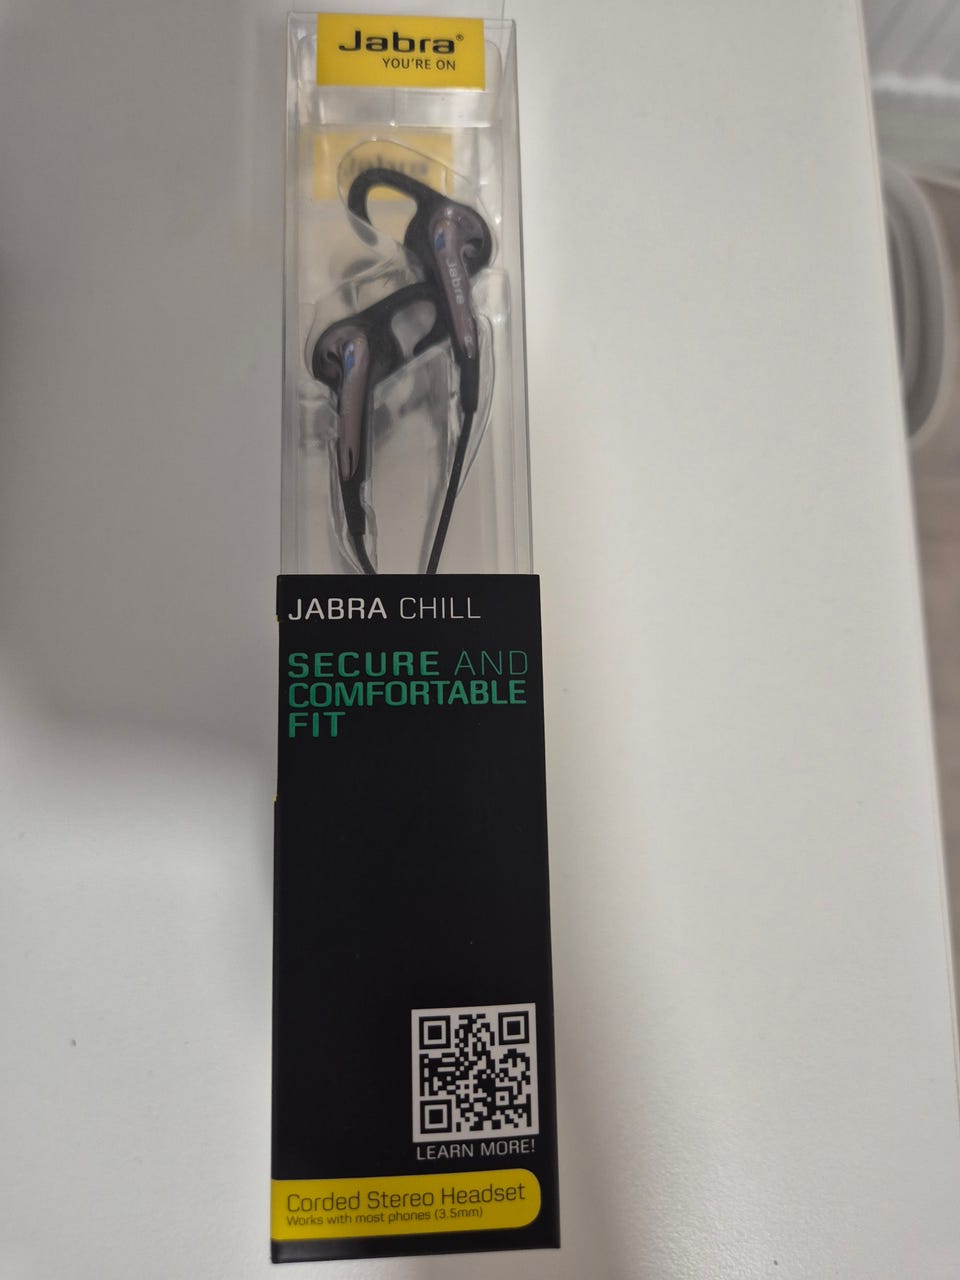 Jabra®
YOU'RE ON
Jabra
JABRA CHILL
SECURE AND
COMFORTABLE
FIT
LEARN MORE!
Corded Stereo Headset
Works with most phones (3.5mm)